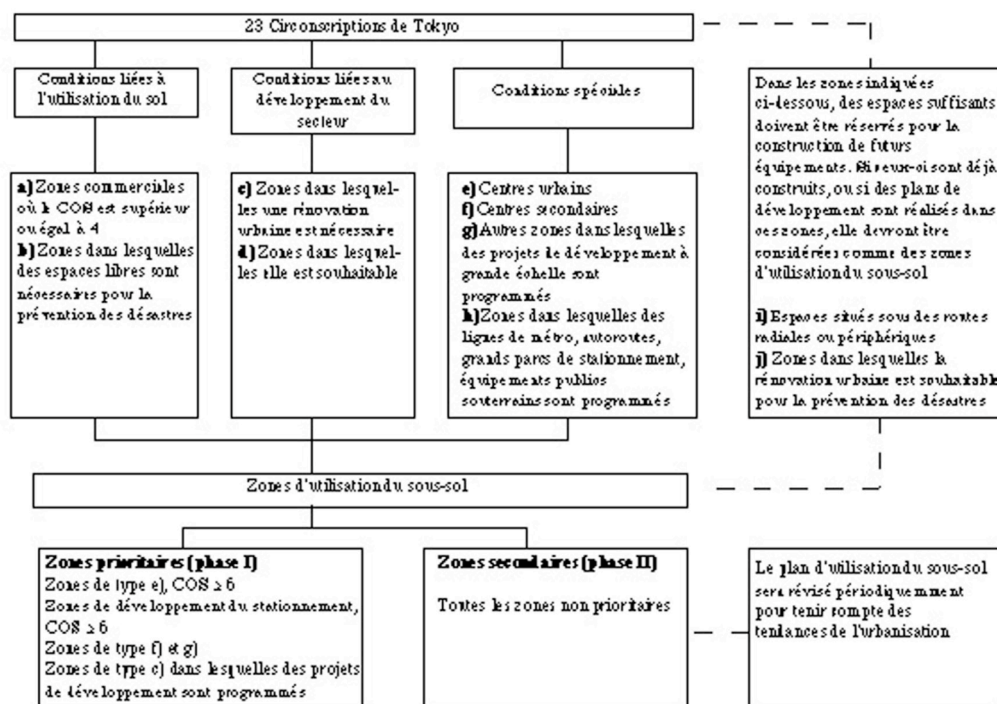 23 Circonscriptions de Tokyo
Conditions liées à
l'utilisation du sol
Conditions liées au
développement du
secteur
Conditions spéciales
a) Zones commerciales
où le COS est supérieur
ou égal à 4
b) Zones dans lesquelles
des espaces libres sont
nécessaires pour la
prévention des désastres
c) Zones dans lesquel-
les une rénovation
urbaine est nécessaire
d) Zones dans lesquel-
les elle est souhaitable
e) Centres urbains
f) Centres secondaires
g) Autres zones dans lesquelles
des projets de développement à
grande échelle sont
programmés
h) Zones dans lesquelles des
lignes de métro, autoroutes,
grands parcs de stationnement,
équipements publics
souterrains sont programmés
Dans les zones indiquées
ci-dessous, des espaces suffisants
doivent être réservés pour la
construction de futurs
équipements. Si ceux-ci sont déjà
construits, ou si des plans de
développement sont réalisés dans
ces zones, elle devront être
considérées comme des zones
d'utilisation du sous-sol
i) Espaces situés sous des routes
radiales ou périphériques
j) Zones dans lesquelles la
rénovation urbaine est souhaitable
pour la prévention des désastres
Zones d'utilisation du sous-sol
Zones prioritaires (phase I)
Zones de type e), COS ≥ 6
Zones de développement du stationnement,
COS ≥ 6
Zones de type f) et g)
Zones de type c) dans lesquelles des projets
de développement sont programmés
Zones secondaires (phase II)
Toutes les zones non prioritaires
Le plan d'utilisation du sous-sol
sera révisé périodiquemment
pour tenir compte des
tendances de l'urbanisation